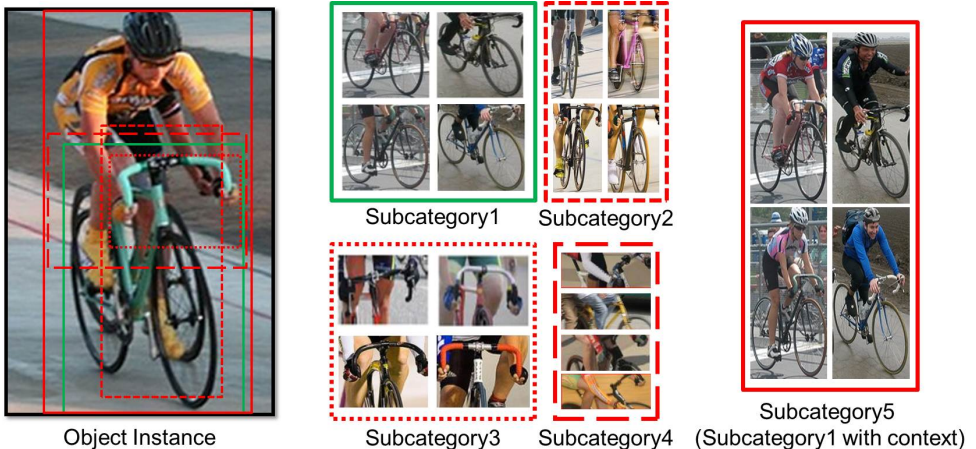 Subcategory1
Subcategory2
Object Instance
Subcategory3
Subcategory4
Subcategory5
(Subcategory1 with context)